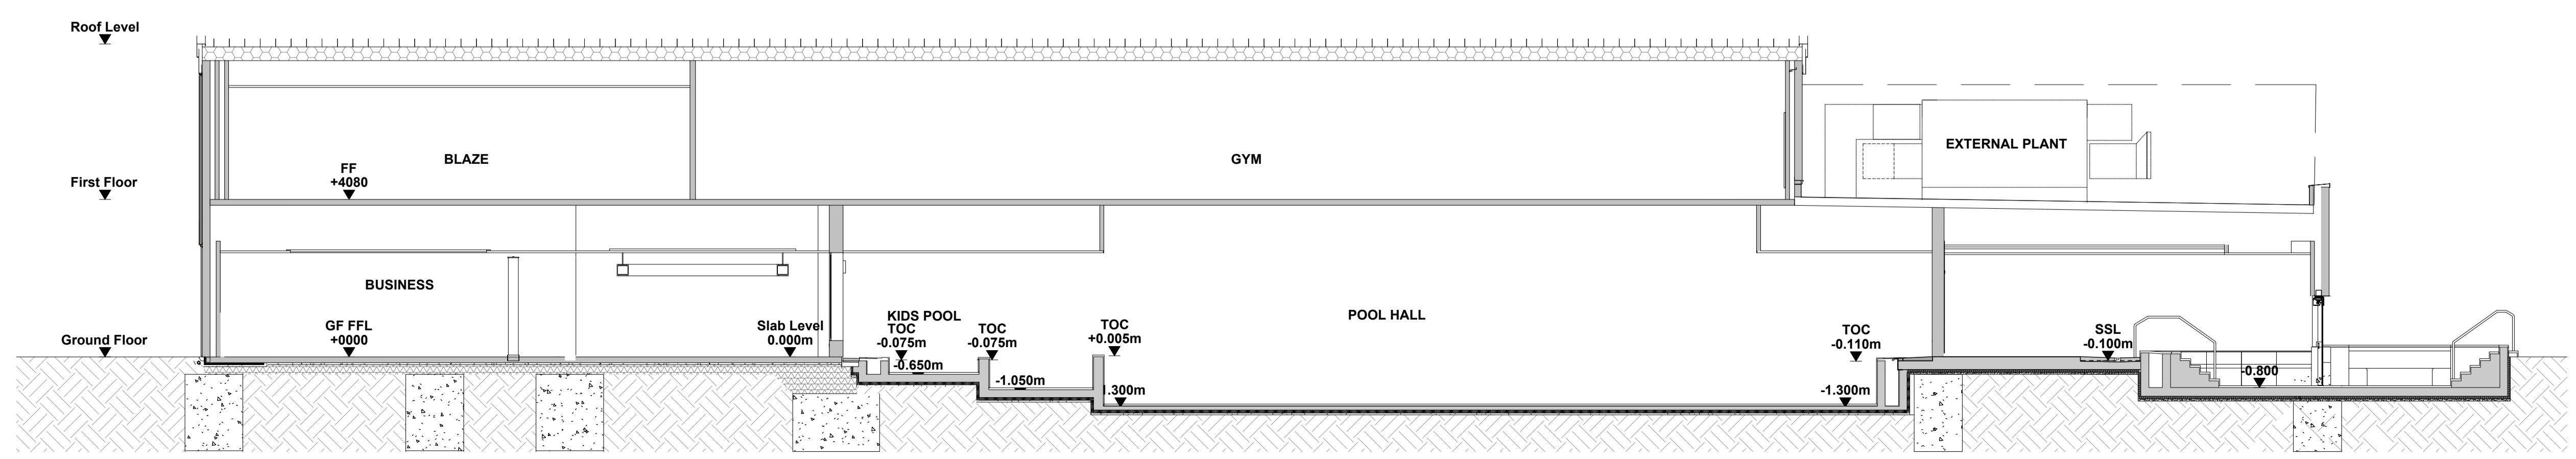 Roof Level
First Floor
Ground Floor
BLAZE
FF
+4080
GYM
EXTERNAL PLANT
BUSINESS
GF FFL
+0000
Slab Level
0.000m
KIDS POOL
TOC
-0.075m
-0.650m
TOC
-0.075m
-1.050m
TOC
+0.005m
1.300m
POOL HALL
TOC
-0.110m
-1.300m
SSL
-0.100m
-0.800